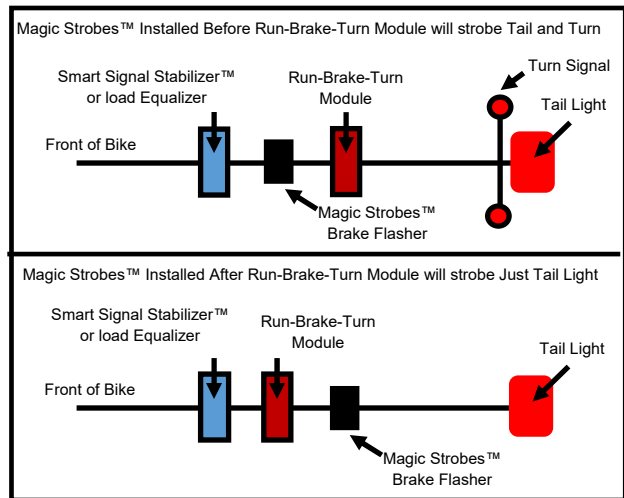 Magic Strobes™ Installed Before Run-Brake-Turn Module will strobe Tail and Turn
Smart Signal Stabilizer™
or load Equalizer
Run-Brake-Turn
Module
Turn Signal
Tail Light
Front of Bike
Magic Strobes™
Brake Flasher
Magic Strobes™ Installed After Run-Brake-Turn Module will strobe Just Tail Light
Smart Signal Stabilizer™
or load Equalizer
Run-Brake-Turn
Module
Tail Light
Front of Bike
Magic Strobes™
Brake Flasher